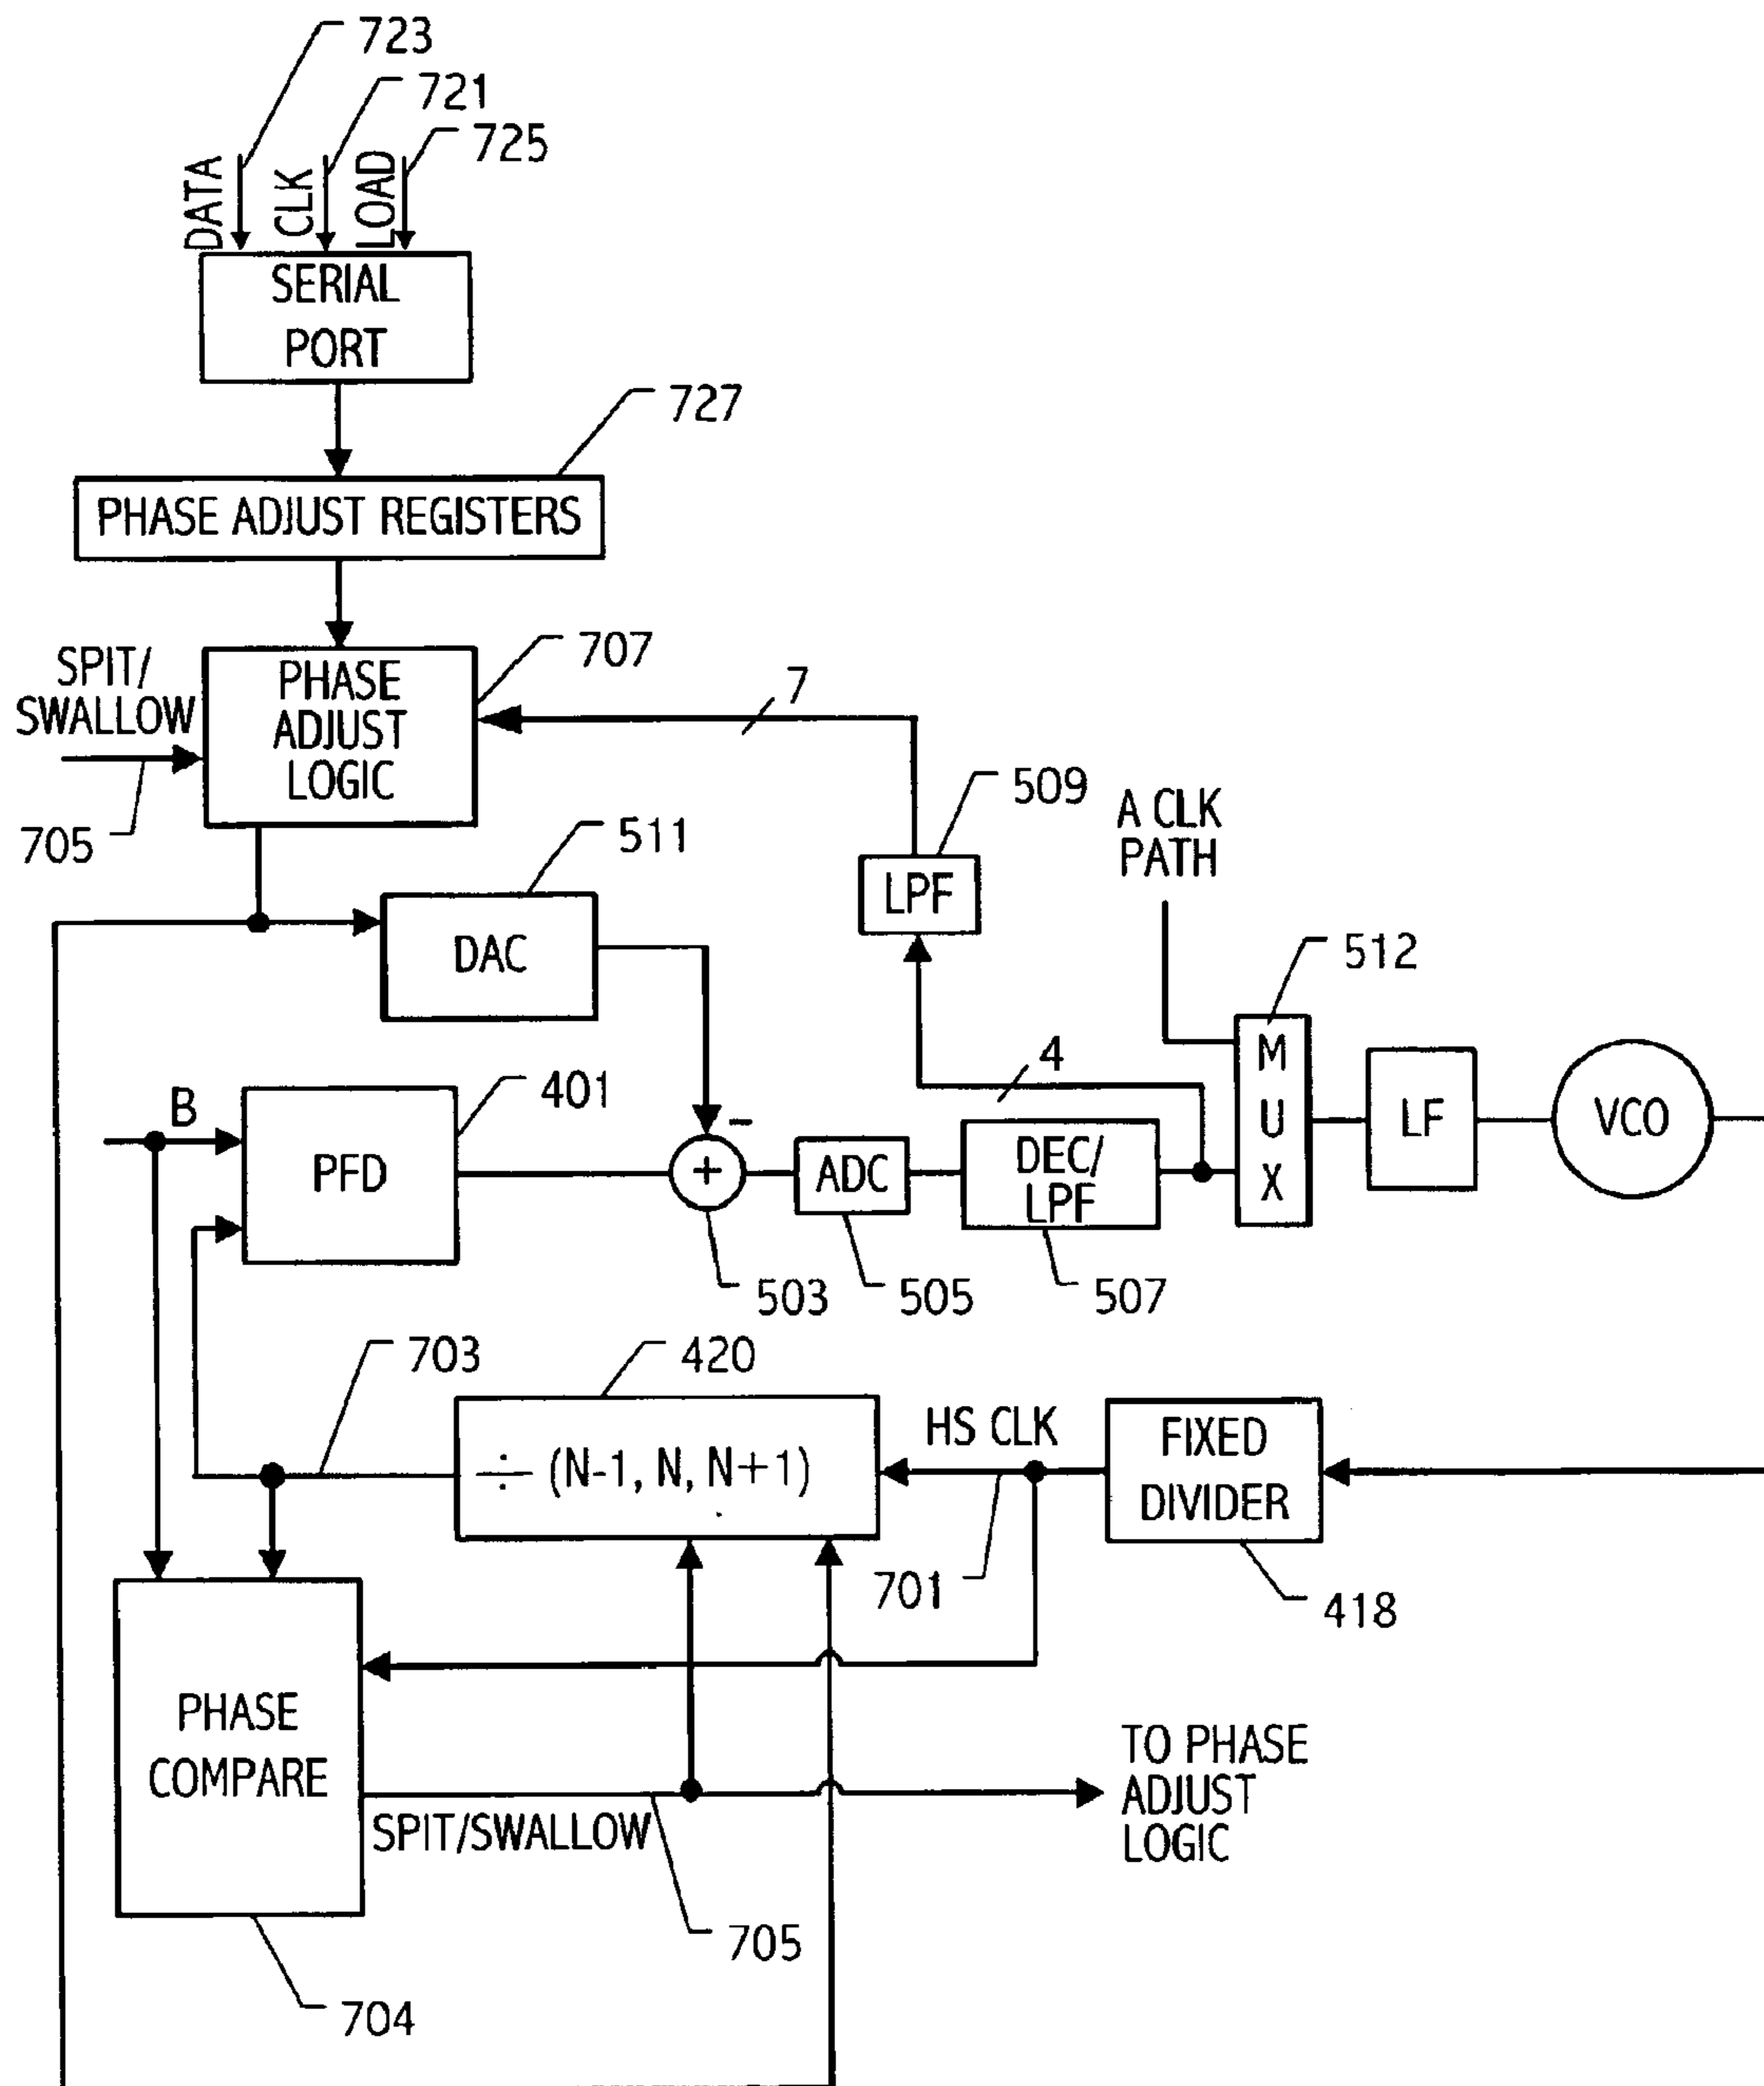 723
721
725
DATA
CLK
LOAD
SERIAL
PORT
727
PHASE ADJUST REGISTERS
707
SPIT/
SWALLOW
PHASE
ADJUST
LOGIC
7
705
511
509
A CLK
PATH
LPF
DAC
512
4
M
U
X
LF
VCO
B
401
PFD
-
+
ADC
DEC/
LPF
503
505
507
703
420
÷ (N-1, N, N+1)
HS CLK
FIXED
DIVIDER
701
418
PHASE
COMPARE
SPIT/SWALLOW
TO PHASE
ADJUST
LOGIC
705
704